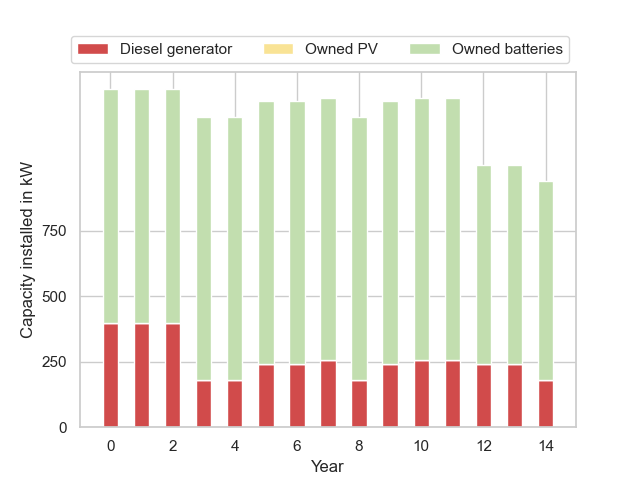 Diesel generator Owned PV Owned batteries
Capacity installed in kW
750
500
250
0
0 2 4 6 8 10 12 14
Year